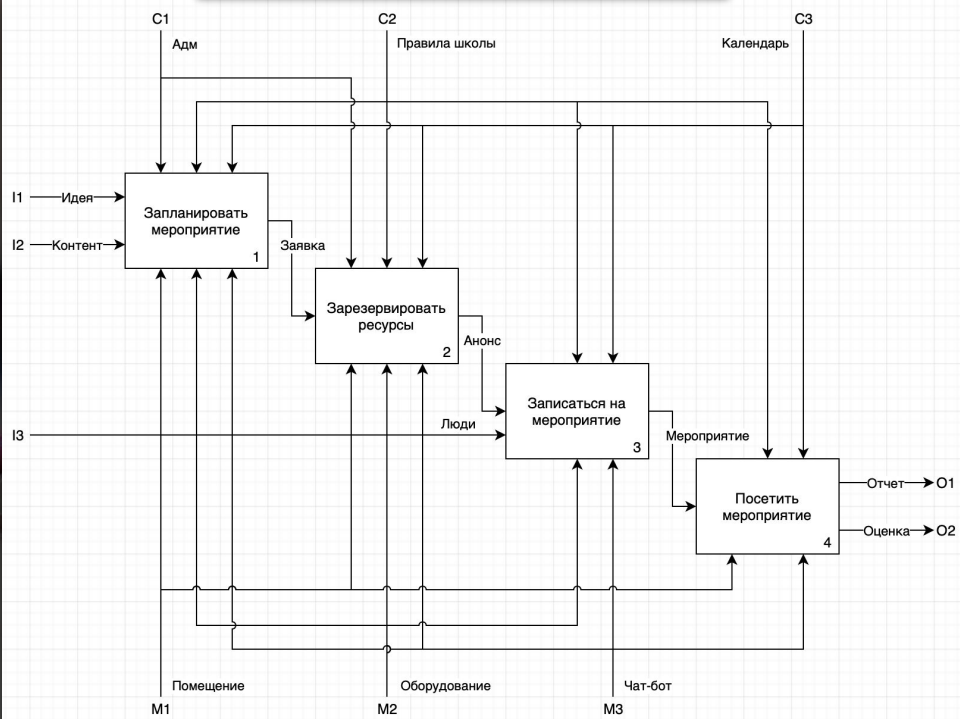 C1
C2
C3
Адм
Правила школы
Календарь
I1
Идея
Запланировать
мероприятие
I2
Контент
1
Заявка
Зарезервировать
ресурсы
2
Анонс
Записаться на
мероприятие
3
I3
Люди
Мероприятие
Посетить
мероприятие
4
Отчет
O1
Оценка
O2
Помещение
Оборудование
Чат-бот
M1
M2
M3